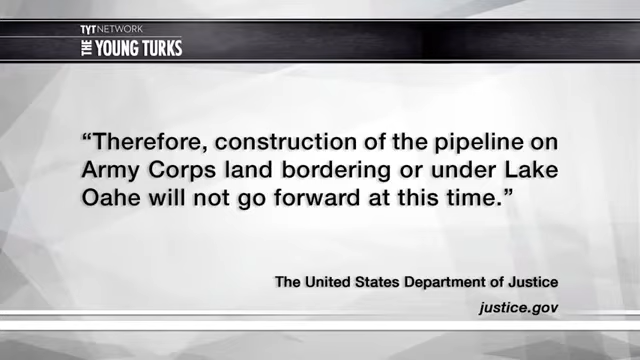 TYT NETWORK
THE YOUNG TURKS
“Therefore, construction of the pipeline on
Army Corps land bordering or under Lake
Oahe will not go forward at this time.”
The United States Department of Justice
justice.gov